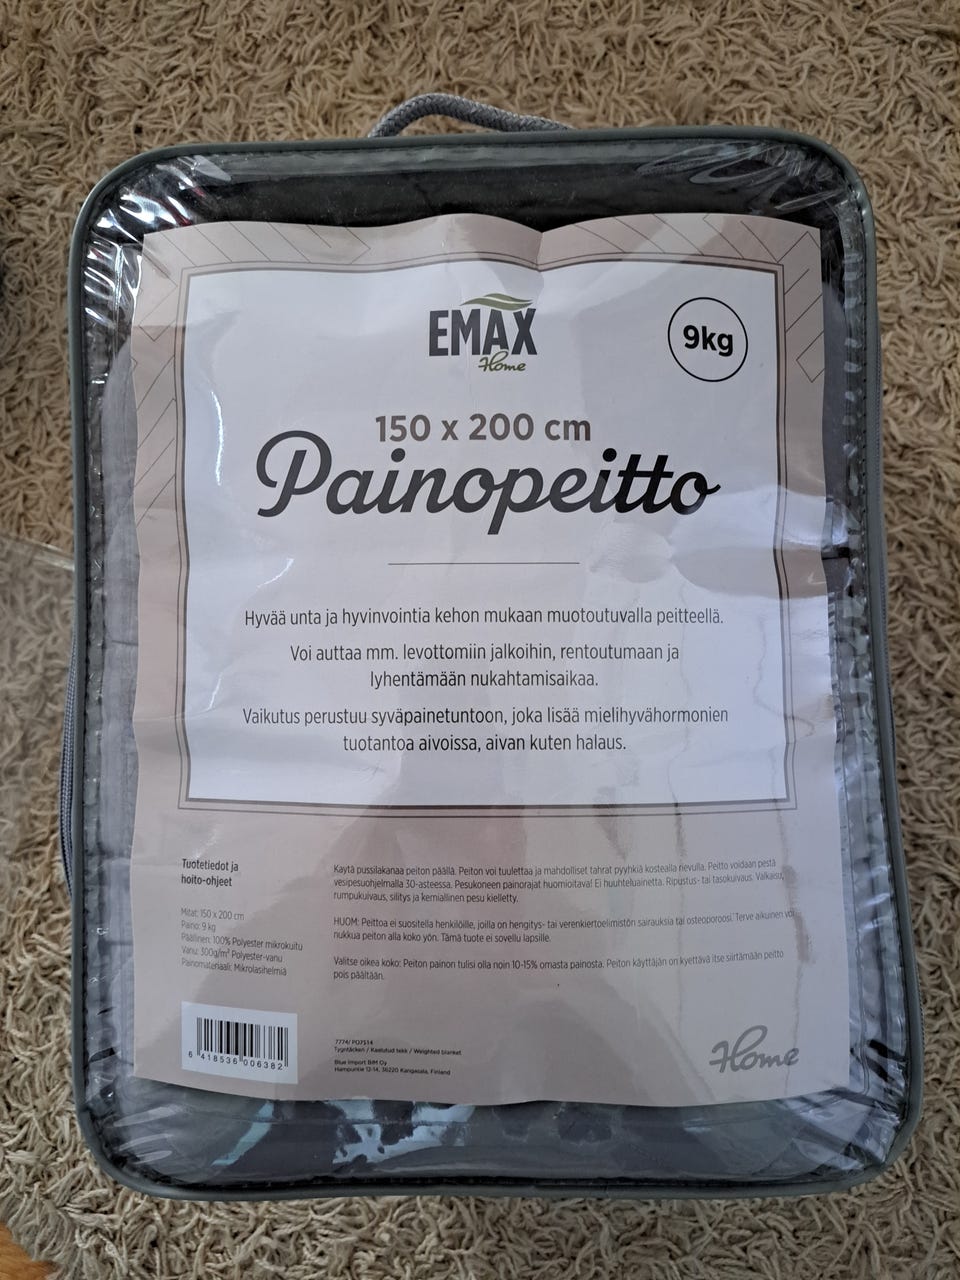 EMAX
Home
9kg
150 x 200 cm
Painopeitto
Hyvää unta ja hyvinvointia kehon mukaan muotoutuvalla peitteellä.
Voi auttaa mm. levottomiin jalkoihin, rentoutumaan ja
lyhentämään nukahtamisaikaa.
Vaikutus perustuu syväpainetuntoon, joka lisää mielihyvähormonien
tuotantoa aivoissa, aivan kuten halaus.
Tuotetiedot ja
hoito-ohjeet
Mitat: 150 x 200 cm
Paino: 9 kg
Päällinen: 100% Polyester mikrokuitu
Vanu: 300g/m² Polyester-vanu
Painomateriaali: Mikrolasihelmiä
Käytä pussilakanaa peiton päällä. Peiton voi tuulettaa ja mahdolliset tahrat pyyhkiä kostealla rievulla. Peitto voidaan pestä
vesipesuohjelmalla 30-asteessa. Pesukoneen painorajat huomioitava! Ei huuhteluainetta. Ripustus- tai tasokuivaus. Valkaisu,
rumpukuivaus, silitys ja kemiallinen pesu kielletty.
HUOM: Peittoa ei suositella henkilöille, joilla on hengitys- tai verenkiertoelimistön sairauksia tai osteoporoosi. Terve aikuinen voi
nukkua peiton alla koko yön. Tämä tuote ei sovellu lapsille.
Valitse oikea koko: Peiton painon tulisi olla noin 10-15% omasta painosta. Peiton käyttäjän on kyettävä itse siirtämään peitto
pois päältään.
6 418536 006382
7774/ PO7514
Tyngdtäcken / Kaalutud tekk / Weighted blanket
Blue Import BIM Oy
Hampuntie 12-14, 36220 Kangasala, Finland
Home